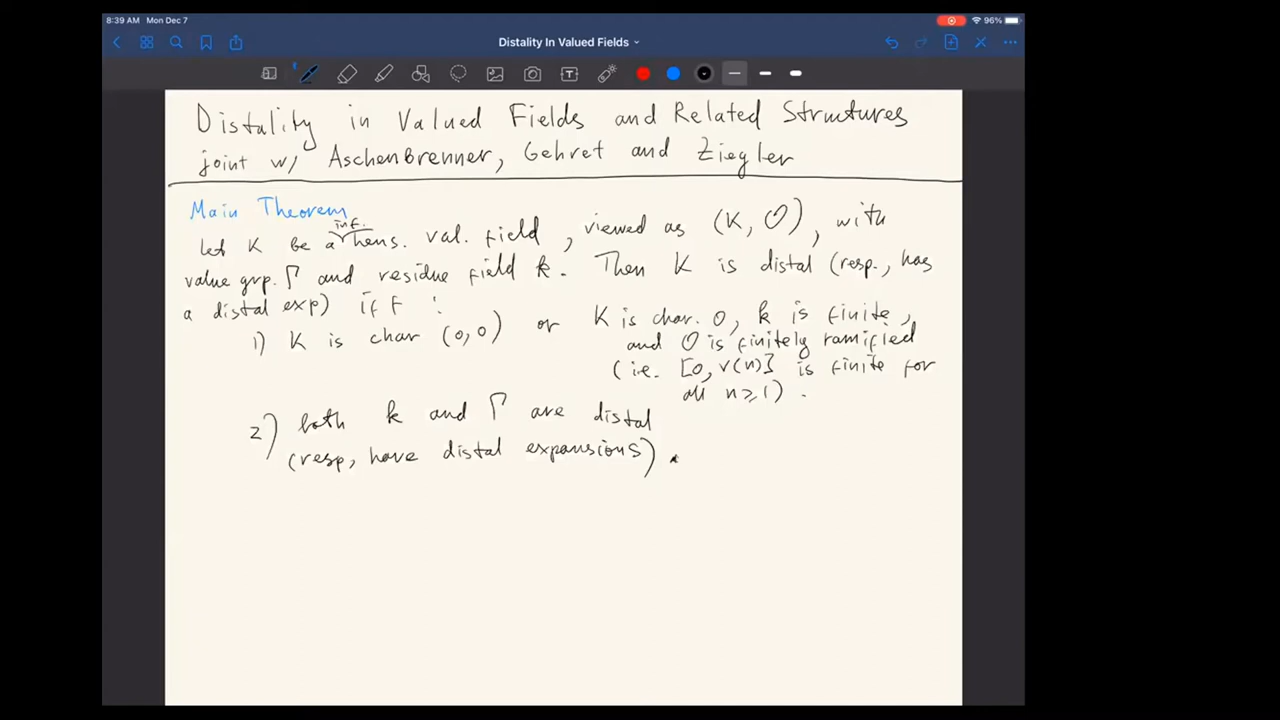 8:39 AM Mon Dec 7
96%
Distality In Valued Fields
Distality in Valued Fields and Related Structures
joint w/ Aschenbrenner, Gehret and Ziegler
Main Theorem
inf.
Let K be a hens. val. field, viewed as (K, O), with
value grp. Γ and residue field k. Then K is distal (resp., has
a distal exp) iff :
1) K is char (0,0) or K is char. 0, k is finite,
and O is finitely ramified
(i.e. [0, v(n)] is finite for
all n ≥ 1).
2) both k and Γ are distal
(resp, have distal expansions).